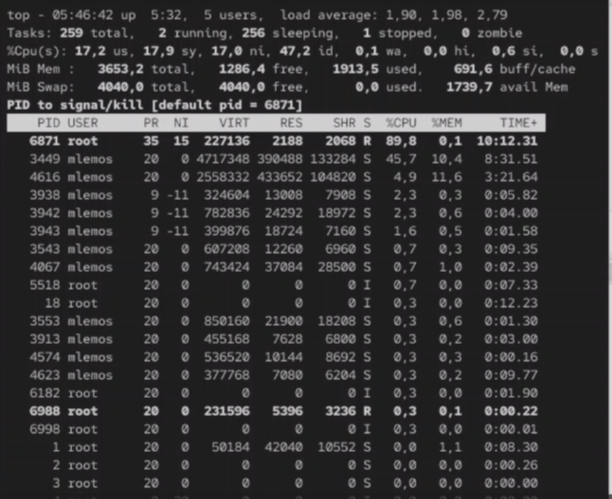 top - 05:46:42 up  5:32,  5 users,  load average: 1,90, 1,98, 2,79
Tasks: 259 total,   2 running, 256 sleeping,   1 stopped,   0 zombie
%Cpu(s): 17,2 us, 17,9 sy, 17,0 ni, 47,2 id,  0,1 wa,  0,0 hi,  0,6 si,  0,0 s
MiB Mem :   3653,2 total,   1286,4 free,   1913,5 used,    691,6 buff/cache
MiB Swap:   4040,0 total,   4040,0 free,      0,0 used.   1739,7 avail Mem
PID to signal/kill [default pid = 6871]
PID USER PR NI VIRT RES SHR S %CPU %MEM TIME+
6871 root 35 15 227136 2188 2068 R 89,8 0,1 10:12.31
3449 mlemos 20 0 4717348 390488 133284 S 45,7 10,4 8:31.51
4616 mlemos 20 0 2558332 433652 104820 S 4,9 11,6 3:21.64
3938 mlemos 9 -11 324604 13008 7908 S 2,3 0,3 0:05.82
3942 mlemos 9 -11 782836 24292 18972 S 2,3 0,6 0:04.00
3943 mlemos 9 -11 399876 18724 7160 S 1,6 0,5 0:01.58
3543 mlemos 20 0 607208 12260 6960 S 0,7 0,3 0:09.35
4067 mlemos 20 0 743424 37084 28500 S 0,7 1,0 0:02.39
5518 root 20 0 0 0 0 I 0,7 0,0 0:07.33
18 root 20 0 0 0 0 I 0,3 0,0 0:12.23
3553 mlemos 20 0 850160 21900 18208 S 0,3 0,6 0:01.30
3913 mlemos 20 0 455168 7628 6800 S 0,3 0,2 0:03.00
4574 mlemos 20 0 536520 10144 8692 S 0,3 0,3 0:00.16
4623 mlemos 20 0 377768 7080 6204 S 0,3 0,2 0:09.77
6182 root 20 0 0 0 0 I 0,3 0,0 0:01.90
6988 root 20 0 231596 5396 3236 R 0,3 0,1 0:00.22
6998 root 20 0 0 0 0 I 0,3 0,0 0:00.01
1 root 20 0 50184 42040 10552 S 0,0 1,1 0:08.30
2 root 20 0 0 0 0 S 0,0 0,0 0:00.26
3 root 20 0 0 0 0 S 0,0 0,0 0:00.00